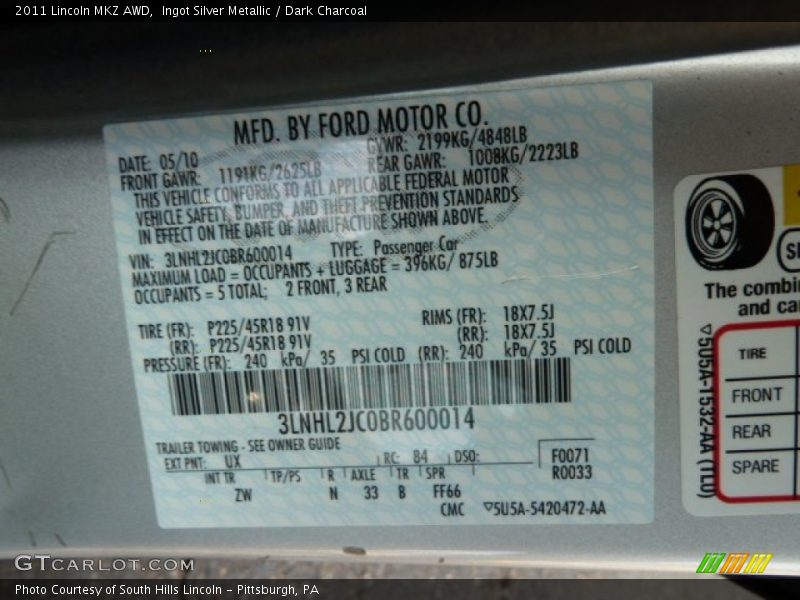 2011 Lincoln MKZ AWD,  Ingot Silver Metallic / Dark Charcoal
MFD. BY FORD MOTOR CO.
DATE: 05/10
GVWR: 2199KG/4848LB
FRONT GAWR: 1191KG/2625LB
REAR GAWR: 1008KG/2223LB
THIS VEHICLE CONFORMS TO ALL APPLICABLE FEDERAL MOTOR
VEHICLE SAFETY, BUMPER, AND THEFT PREVENTION STANDARDS
IN EFFECT ON THE DATE OF MANUFACTURE SHOWN ABOVE.
VIN: 3LNHL2JC0BR600014 TYPE: Passenger Car
MAXIMUM LOAD = OCCUPANTS + LUGGAGE = 396KG/ 875LB
OCCUPANTS = 5 TOTAL; 2 FRONT, 3 REAR
TIRE (FR): P225/45R18 91V RIMS (FR): 18X7.5J
(RR): P225/45R18 91V (RR): 18X7.5J
PRESSURE (FR): 240 kPa/ 35 PSI COLD (RR): 240 kPa/ 35 PSI COLD
3LNHL2JC0BR600014
TRAILER TOWING - SEE OWNER GUIDE
EXT PNT: UX RC: 84 DSO: F0071
R0033
INT TR TP/PS R AXLE TR SPR
ZW N 33 B FF66
CMC ▽5U5A-5420472-AA
The combin
and ca
TIRE
FRONT
REAR
SPARE
▽5U5A-1532-AA (TL0)
GTCARLOT.COM
Photo Courtesy of South Hills Lincoln - Pittsburgh, PA